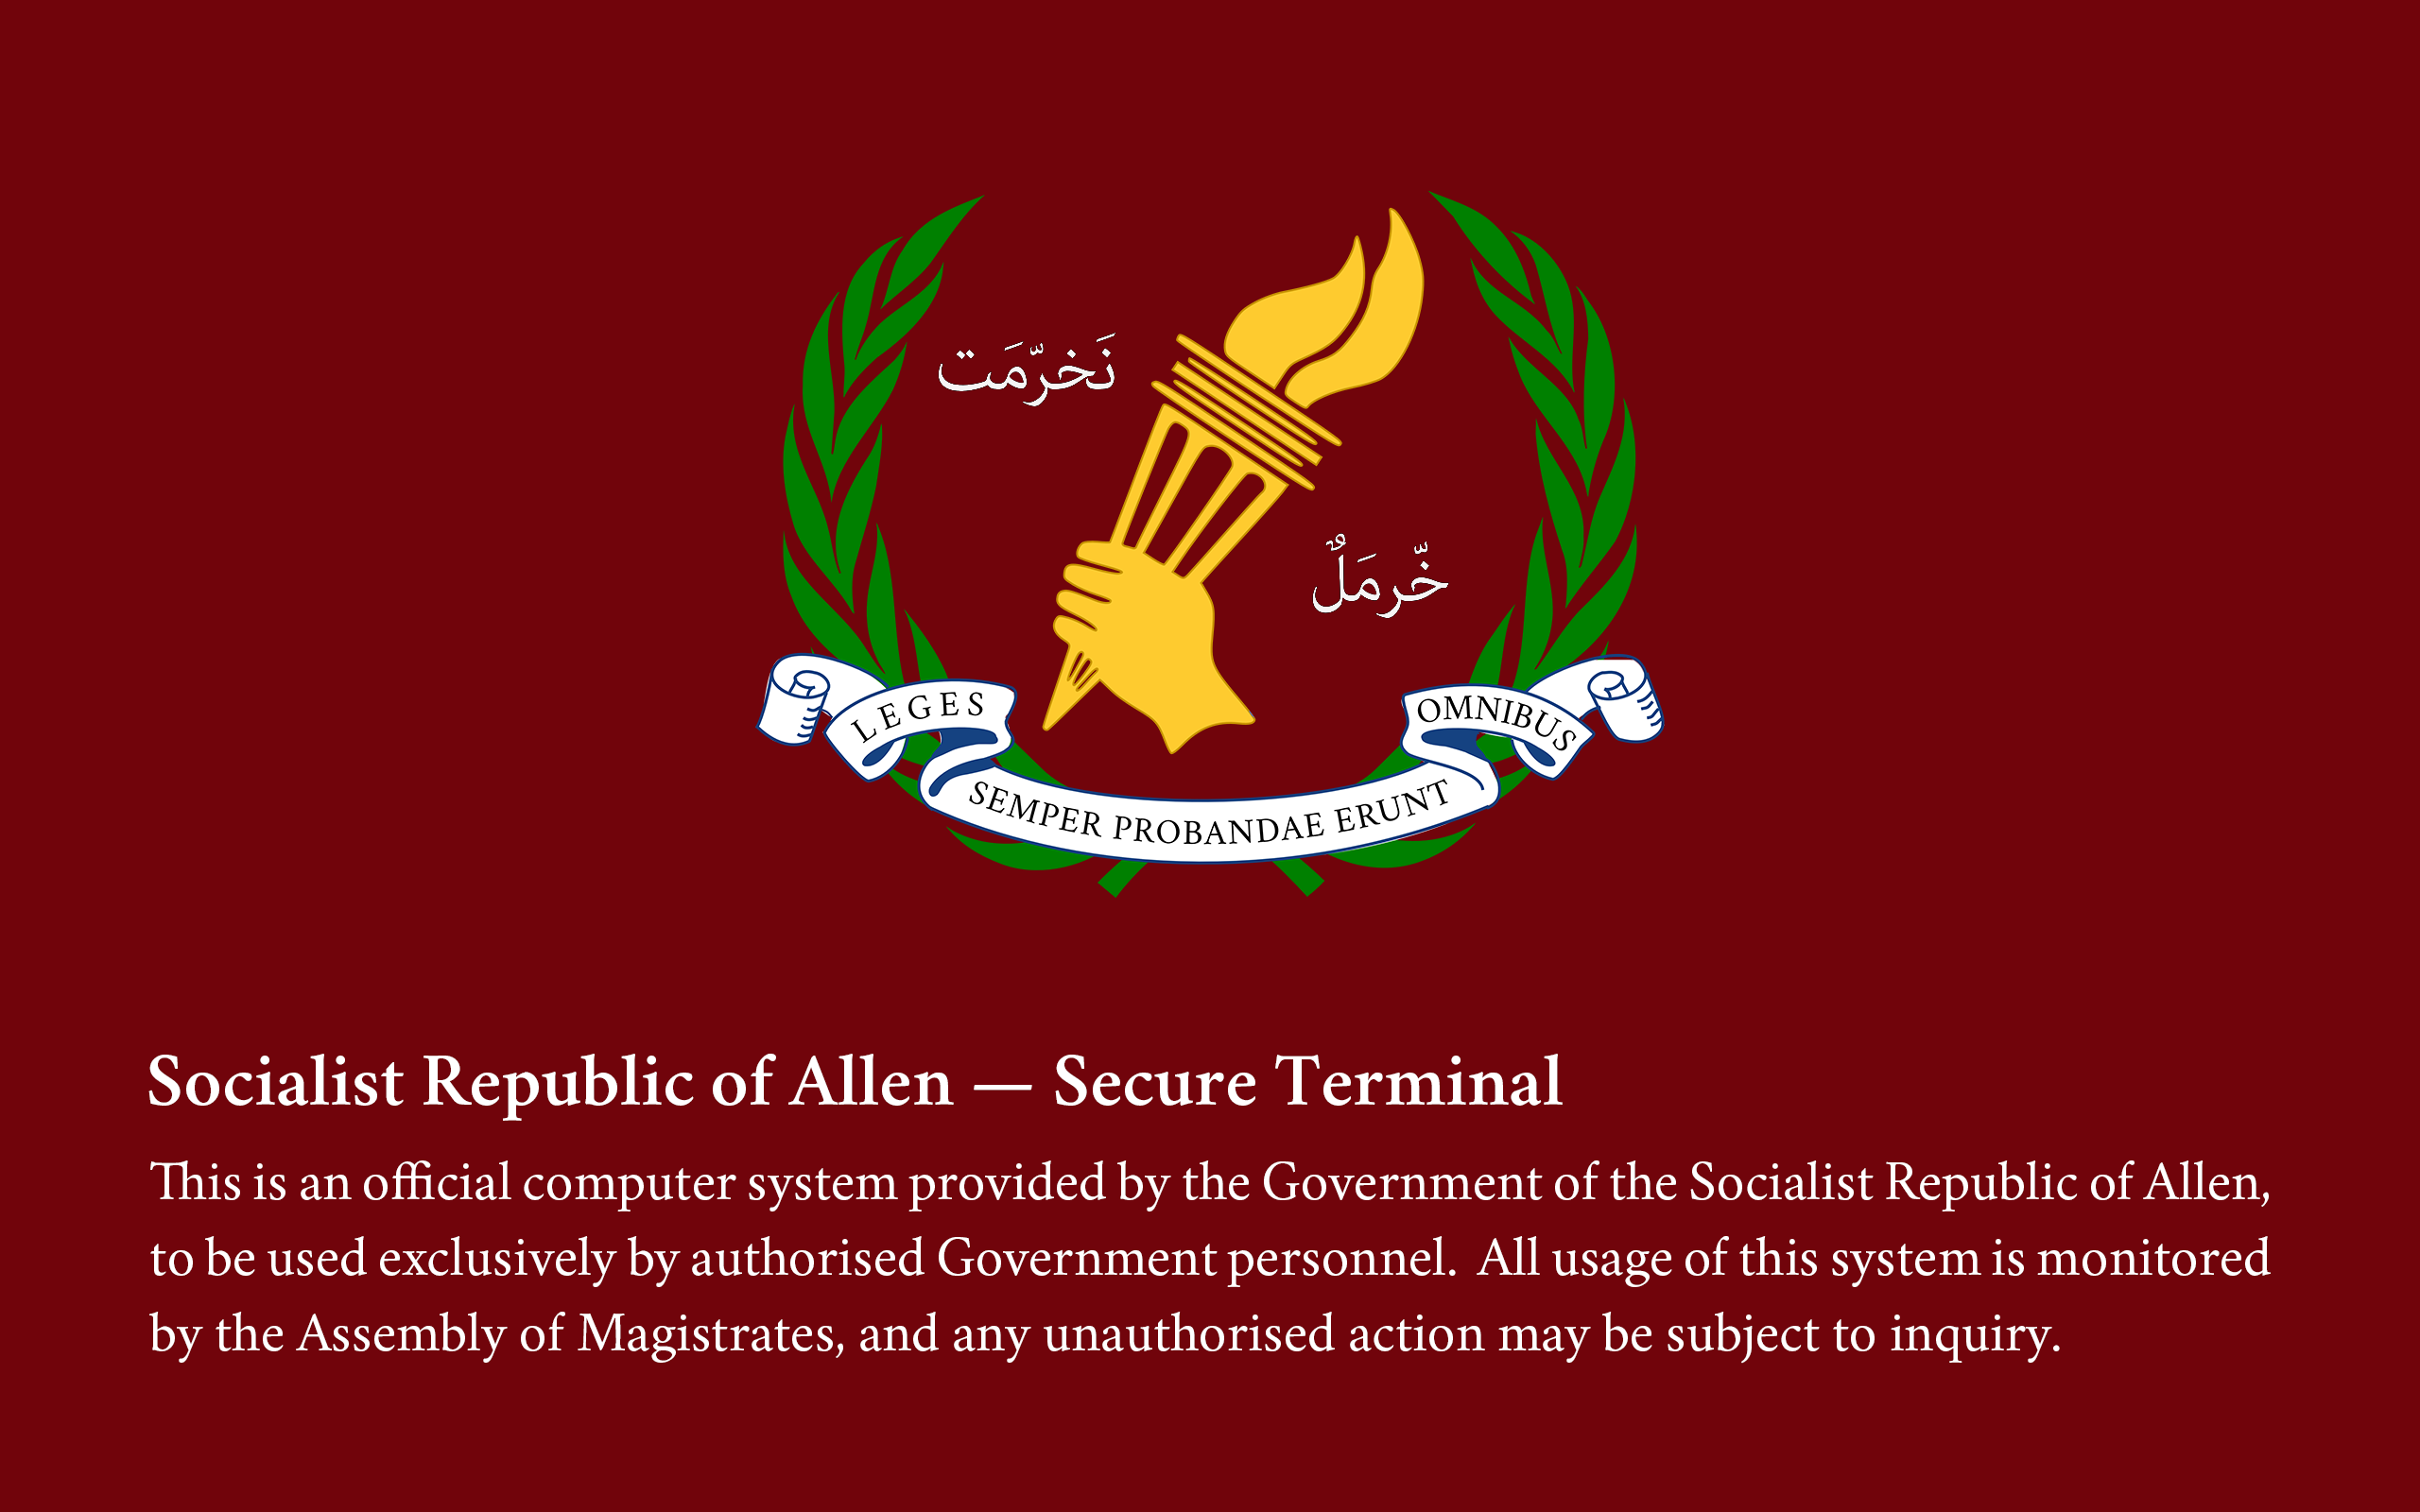 نَخرّمَت
خّرمَلٌ
LEGES
OMNIBUS
SEMPER PROBANDAE ERUNT
Socialist Republic of Allen — Secure Terminal
This is an official computer system provided by the Government of the Socialist Republic of Allen,
to be used exclusively by authorised Government personnel. All usage of this system is monitored
by the Assembly of Magistrates, and any unauthorised action may be subject to inquiry.